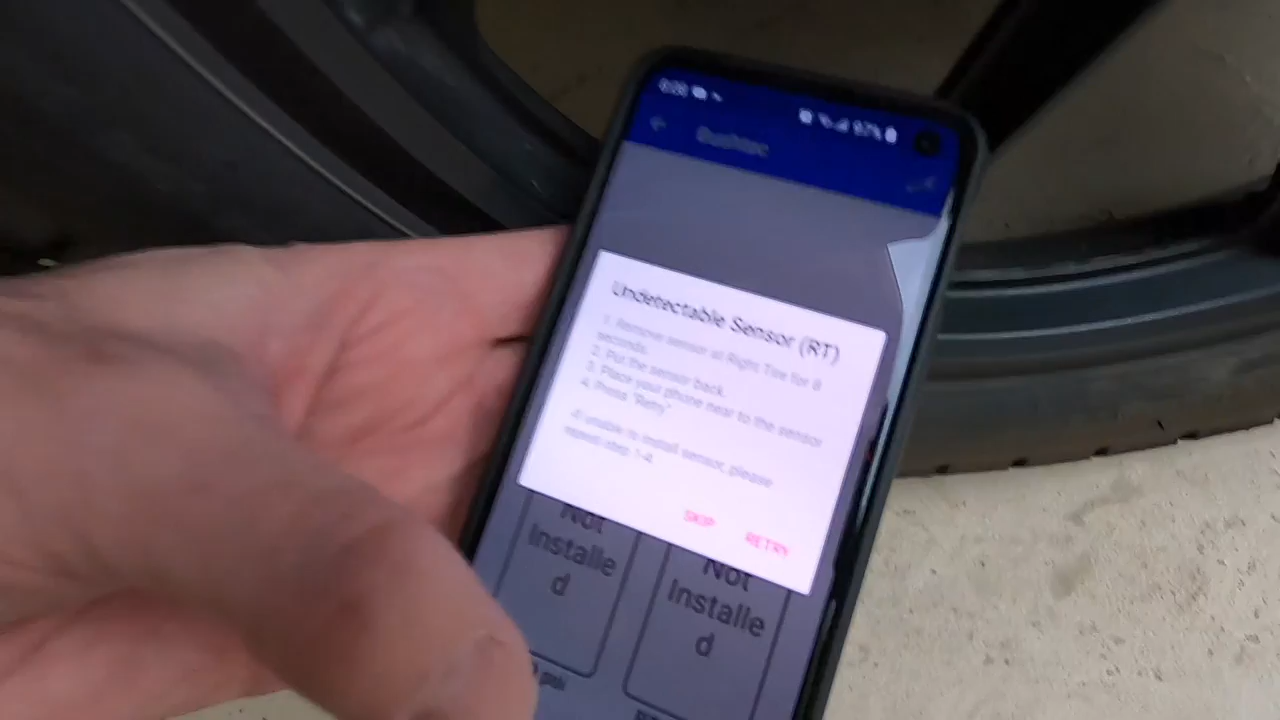 97%
Bushtec
Undetectable Sensor (RT)
1. Remove sensor at Right Tire for 8
seconds.
2. Put the sensor back.
3. Place your phone near to the sensor
4. Press "Retry"
unable to install sensor, please
repeat step 1-4
SKIP
RETRY
Not
Installe
d
Not
Installe
d